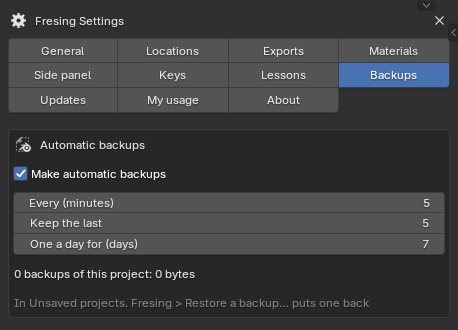 Fresing Settings
General
Locations
Exports
Materials
Side panel
Keys
Lessons
Backups
Updates
My usage
About
Automatic backups
Make automatic backups
Every (minutes) 5
Keep the last 5
One a day for (days) 7
0 backups of this project: 0 bytes
In Unsaved projects. Fresing > Restore a backup... puts one back